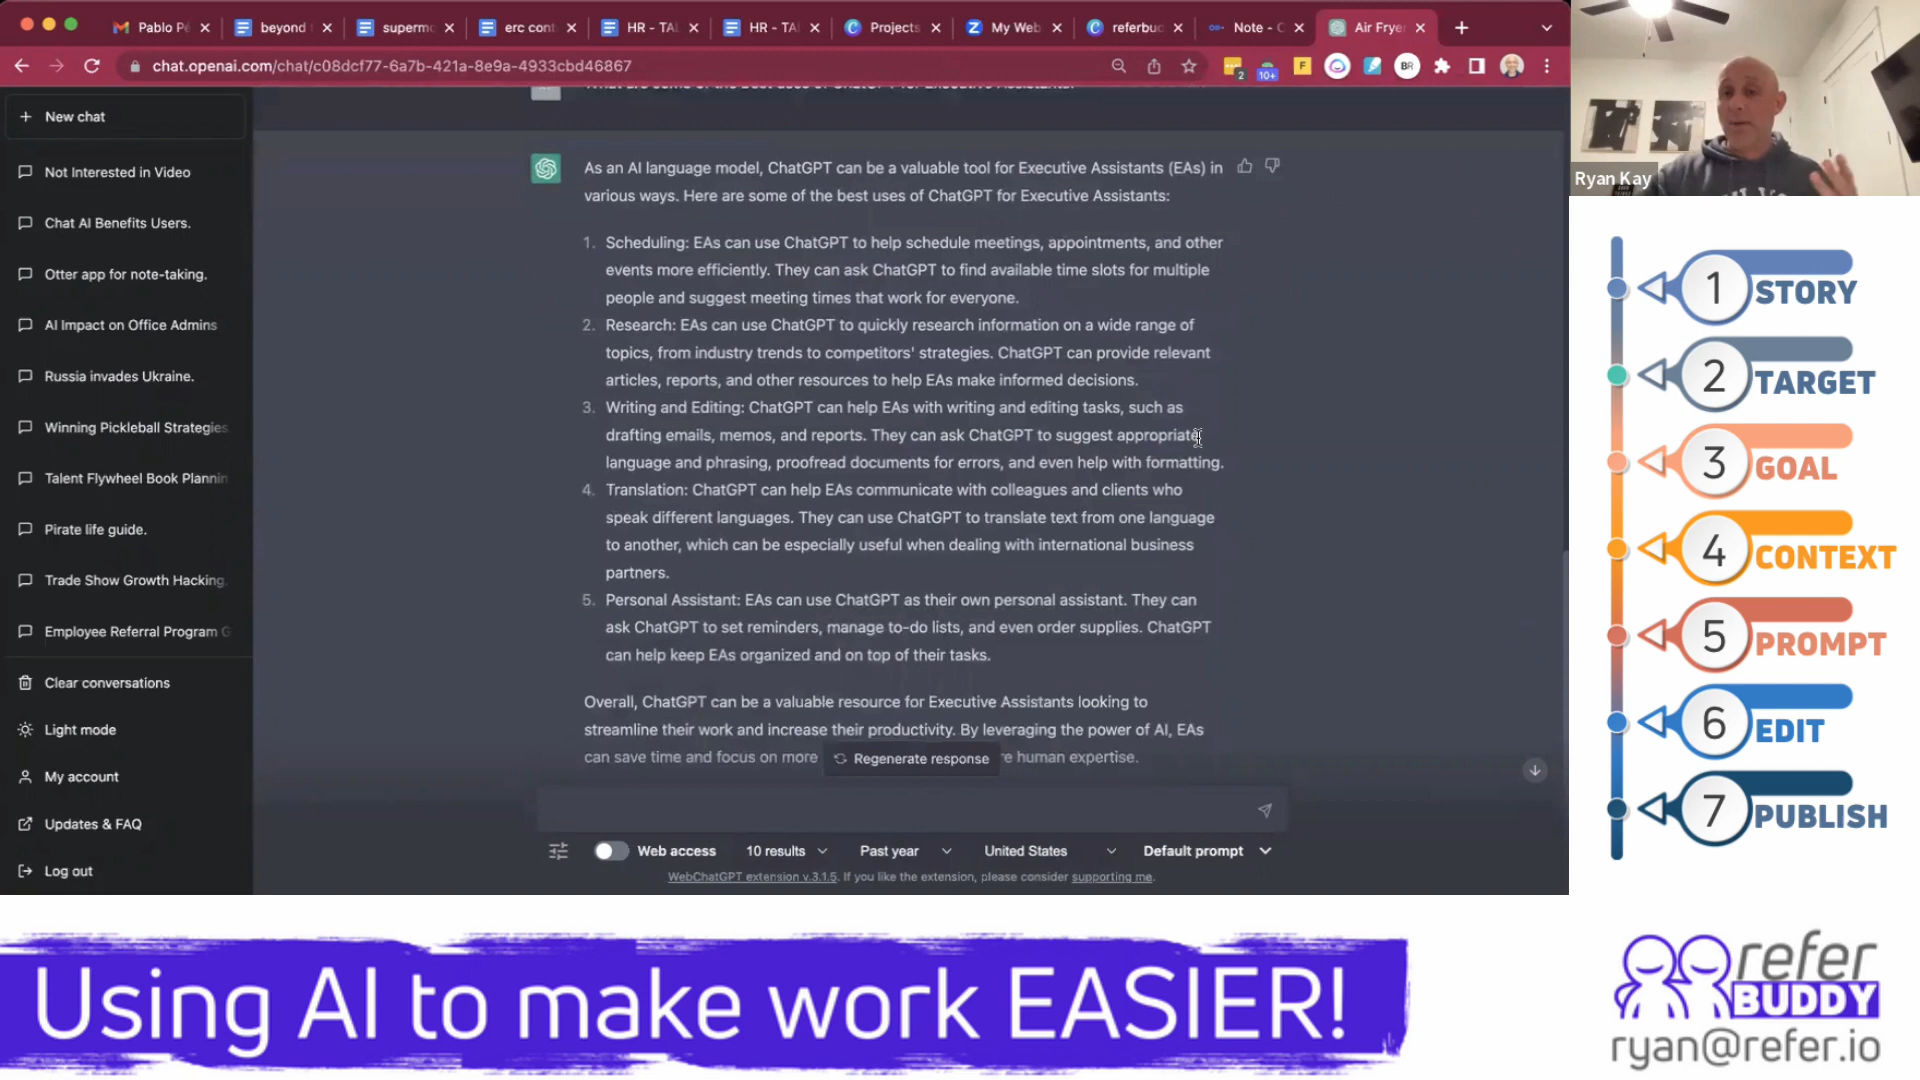 Pablo Pé
beyond
superm
erc cont
HR - TAL
HR - TA
Projects
My Web
referbud
Note - C
Air Frye
chat.openai.com/chat/c08dcf77-6a7b-421a-8e9a-4933cbd46867
2
10+
F
BR
New chat
Not Interested in Video
Chat AI Benefits Users.
Otter app for note-taking.
AI Impact on Office Admins
Russia invades Ukraine.
Winning Pickleball Strategies
Talent Flywheel Book Plannin
Pirate life guide.
Trade Show Growth Hacking.
Employee Referral Program G
Clear conversations
Light mode
My account
Updates & FAQ
Log out
What are some of the best uses of ChatGPT for Executive Assistants?
As an AI language model, ChatGPT can be a valuable tool for Executive Assistants (EAs) in
various ways. Here are some of the best uses of ChatGPT for Executive Assistants:
1. Scheduling: EAs can use ChatGPT to help schedule meetings, appointments, and other
events more efficiently. They can ask ChatGPT to find available time slots for multiple
people and suggest meeting times that work for everyone.
2. Research: EAs can use ChatGPT to quickly research information on a wide range of
topics, from industry trends to competitors' strategies. ChatGPT can provide relevant
articles, reports, and other resources to help EAs make informed decisions.
3. Writing and Editing: ChatGPT can help EAs with writing and editing tasks, such as
drafting emails, memos, and reports. They can ask ChatGPT to suggest appropriate
language and phrasing, proofread documents for errors, and even help with formatting.
4. Translation: ChatGPT can help EAs communicate with colleagues and clients who
speak different languages. They can use ChatGPT to translate text from one language
to another, which can be especially useful when dealing with international business
partners.
5. Personal Assistant: EAs can use ChatGPT as their own personal assistant. They can
ask ChatGPT to set reminders, manage to-do lists, and even order supplies. ChatGPT
can help keep EAs organized and on top of their tasks.
Overall, ChatGPT can be a valuable resource for Executive Assistants looking to
streamline their work and increase their productivity. By leveraging the power of AI, EAs
can save time and focus on more
Regenerate response
human expertise.
Web access
10 results
Past year
United States
Default prompt
WebChatGPT extension v.3.1.5. If you like the extension, please consider supporting me.
Ryan Kay
1 STORY
2 TARGET
3 GOAL
4 CONTEXT
5 PROMPT
6 EDIT
7 PUBLISH
Using AI to make work EASIER!
refer
BUDDY
ryan@refer.io